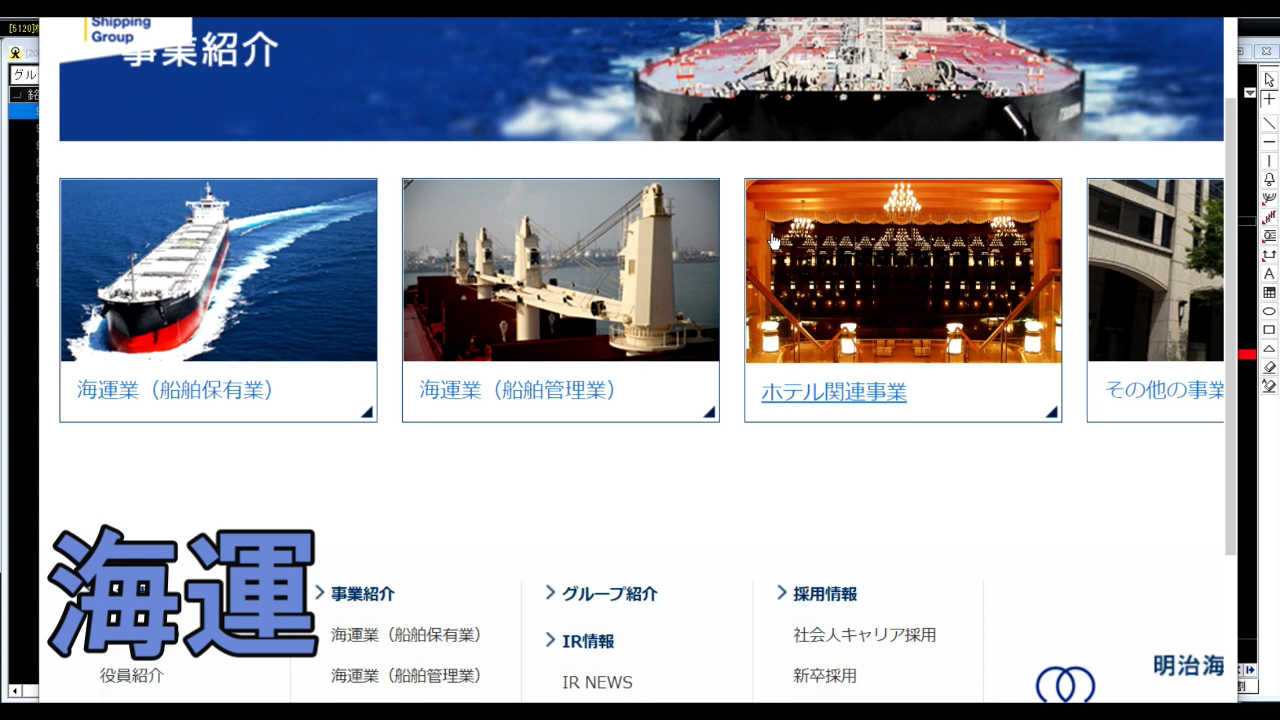 [5120]
Shipping
Group
事業紹介
グル
海運業（船舶保有業）
海運業（船舶管理業）
ホテル関連事業
その他の事業
海運
事業紹介
グループ紹介
採用情報
海運業（船舶保有業）
IR情報
社会人キャリア採用
役員紹介
海運業（船舶管理業）
IR NEWS
新卒採用
明治海